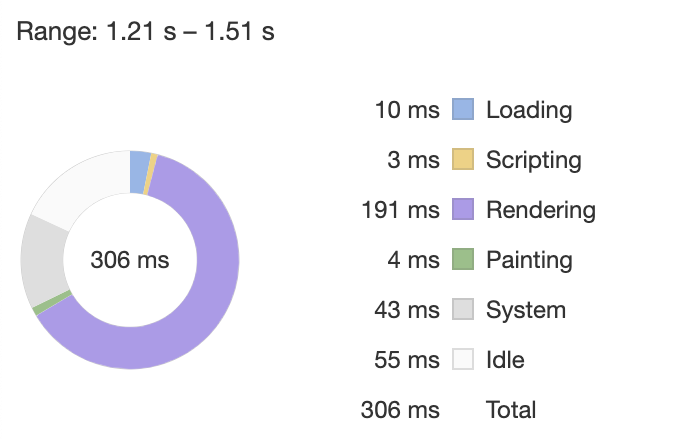 Range: 1.21 s – 1.51 s
306 ms
10 ms Loading
3 ms Scripting
191 ms Rendering
4 ms Painting
43 ms System
55 ms Idle
306 ms Total